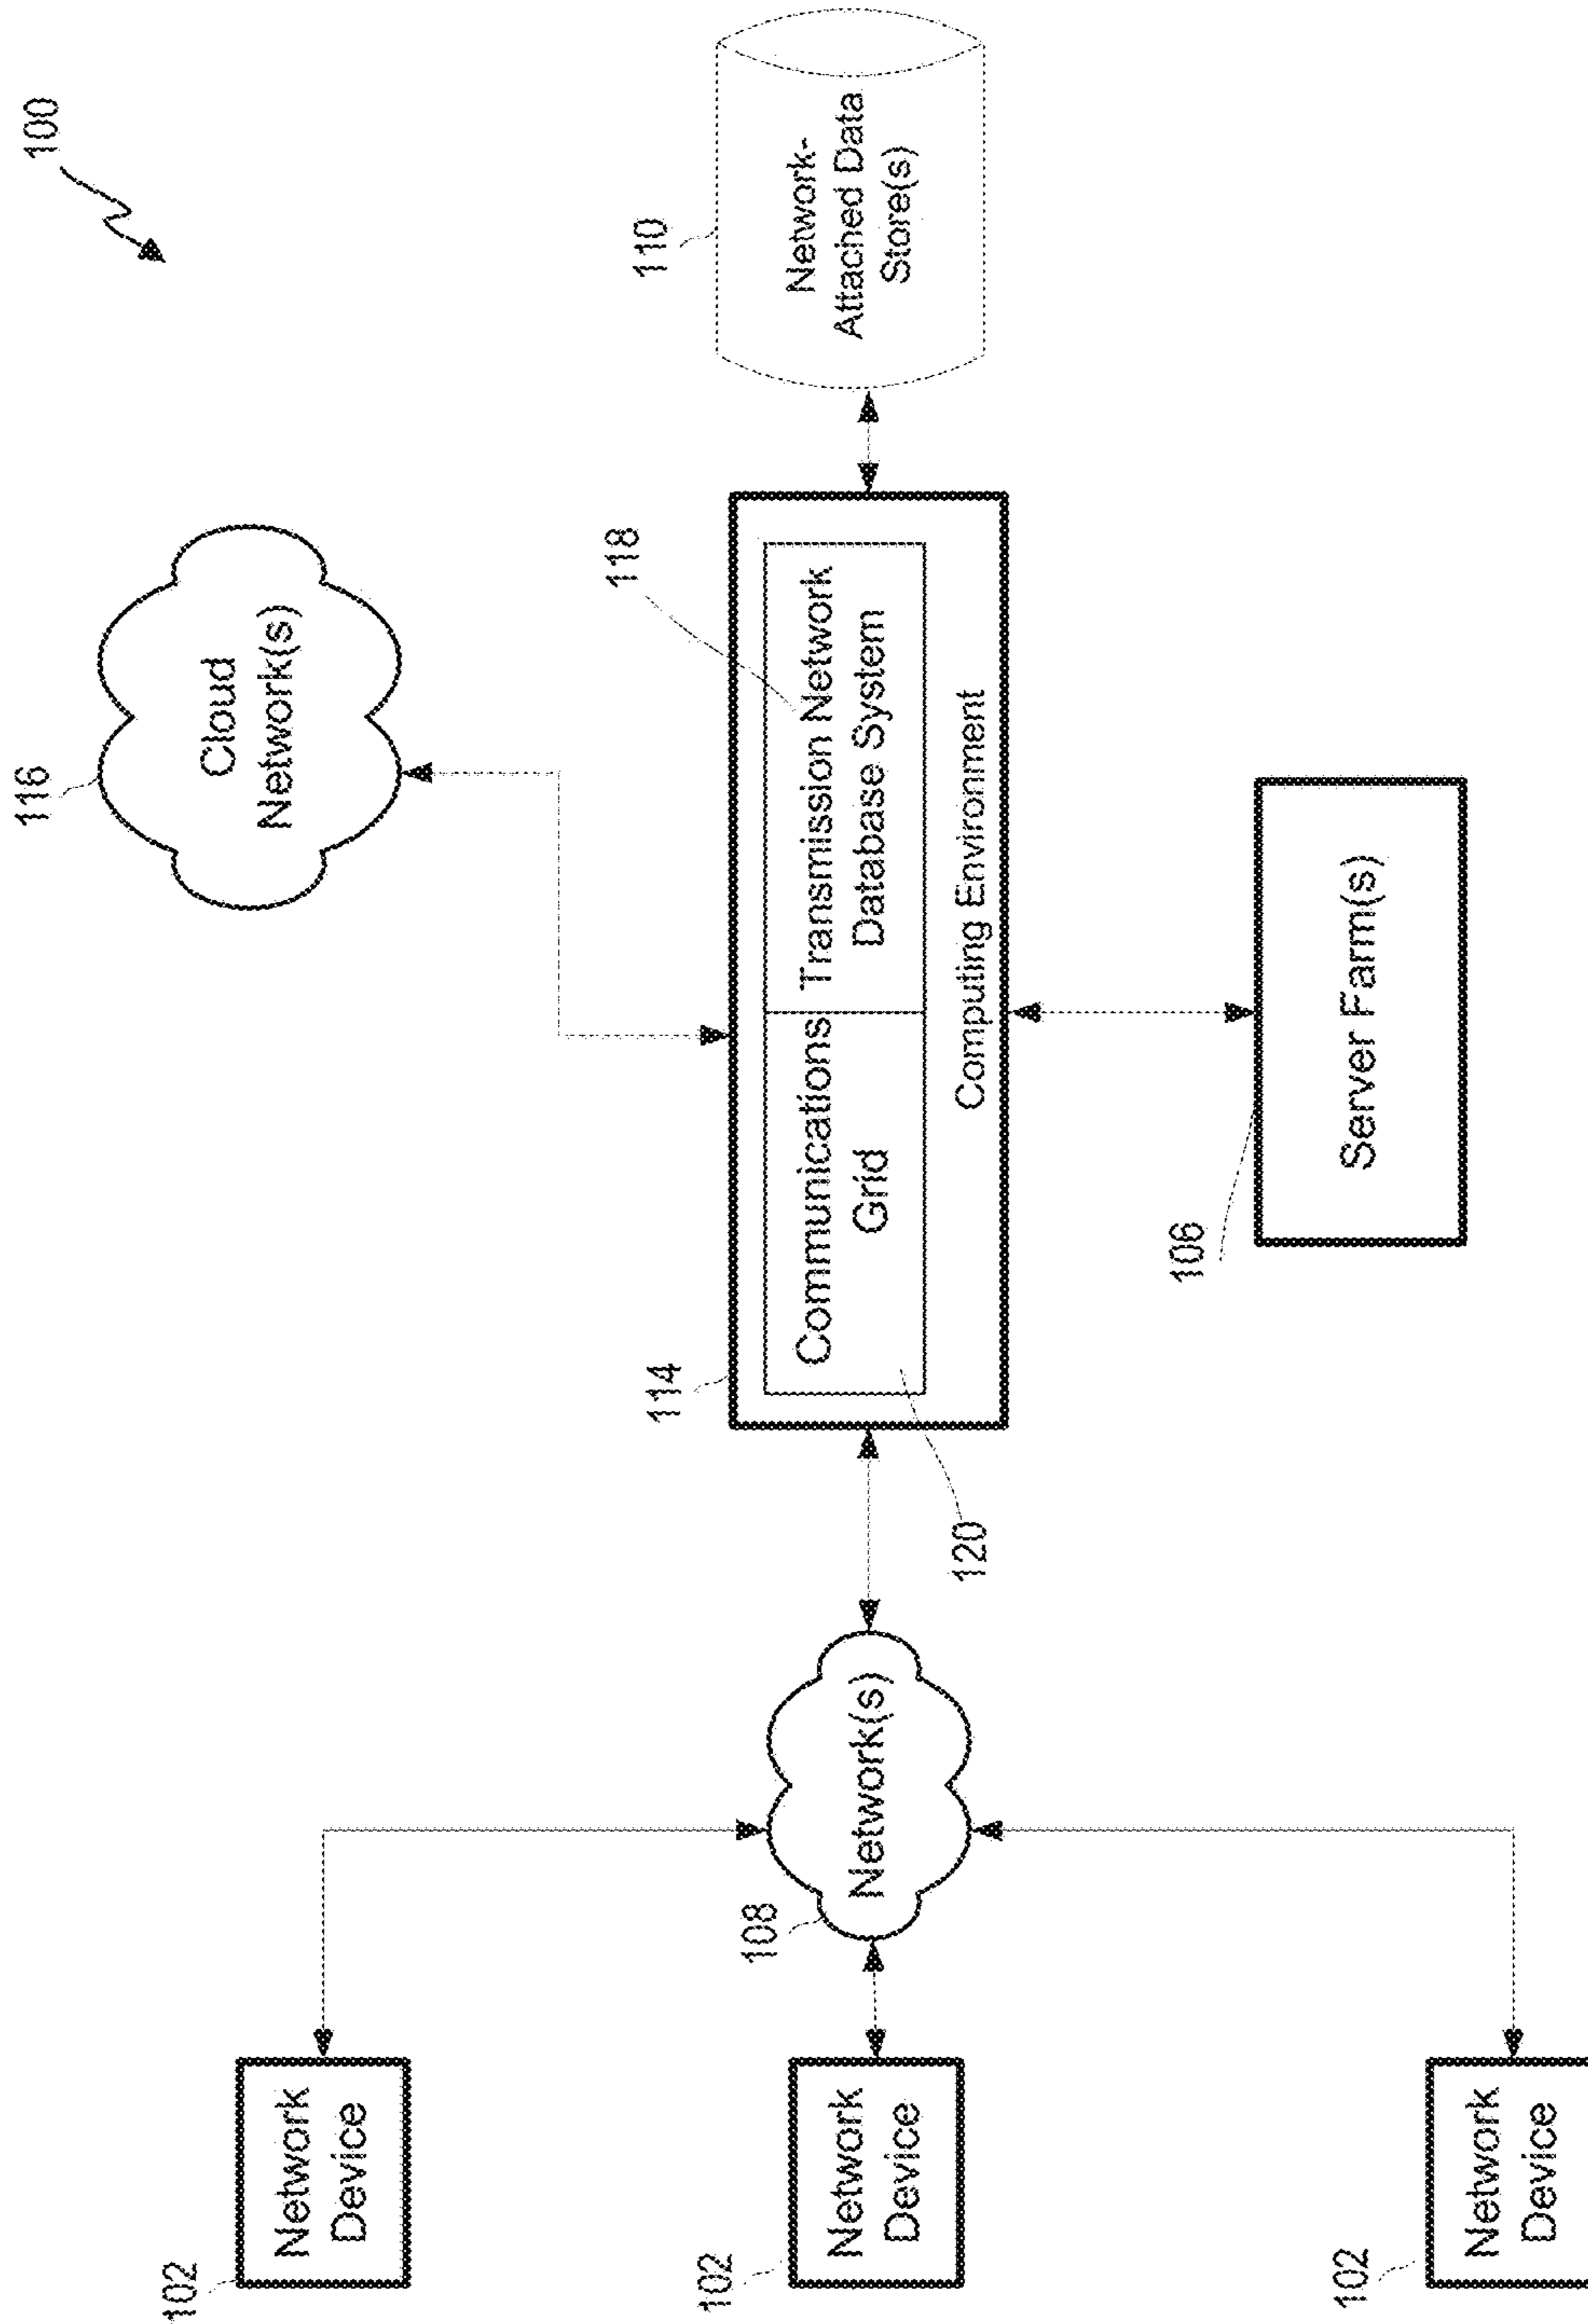 100
116
Cloud
Network(s)
102
Network
Device
108
Network(s)
114
118
110
Communications
Grid
Transmission Network
Database System
Computing Environment
120
Network-
Attached Data
Store(s)
102
Network
Device
106
Server Farm(s)
102
Network
Device